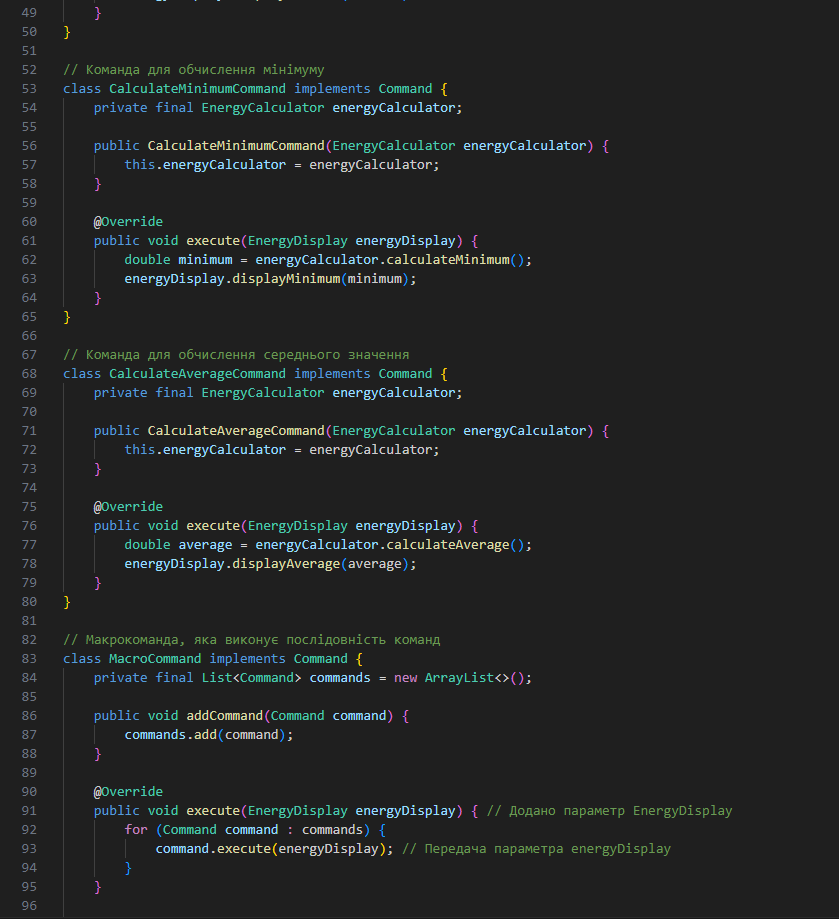 49 }
50 }
51
52 // Команда для обчислення мінімуму
53 class CalculateMinimumCommand implements Command {
54 private final EnergyCalculator energyCalculator;
55
56 public CalculateMinimumCommand(EnergyCalculator energyCalculator) {
57 this.energyCalculator = energyCalculator;
58 }
59
60 @Override
61 public void execute(EnergyDisplay energyDisplay) {
62 double minimum = energyCalculator.calculateMinimum();
63 energyDisplay.displayMinimum(minimum);
64 }
65 }
66
67 // Команда для обчислення середнього значення
68 class CalculateAverageCommand implements Command {
69 private final EnergyCalculator energyCalculator;
70
71 public CalculateAverageCommand(EnergyCalculator energyCalculator) {
72 this.energyCalculator = energyCalculator;
73 }
74
75 @Override
76 public void execute(EnergyDisplay energyDisplay) {
77 double average = energyCalculator.calculateAverage();
78 energyDisplay.displayAverage(average);
79 }
80 }
81
82 // Макрокоманда, яка виконує послідовність команд
83 class MacroCommand implements Command {
84 private final List<Command> commands = new ArrayList<>();
85
86 public void addCommand(Command command) {
87 commands.add(command);
88 }
89
90 @Override
91 public void execute(EnergyDisplay energyDisplay) { // Додано параметр EnergyDisplay
92 for (Command command : commands) {
93 command.execute(energyDisplay); // Передача параметра energyDisplay
94 }
95 }
96